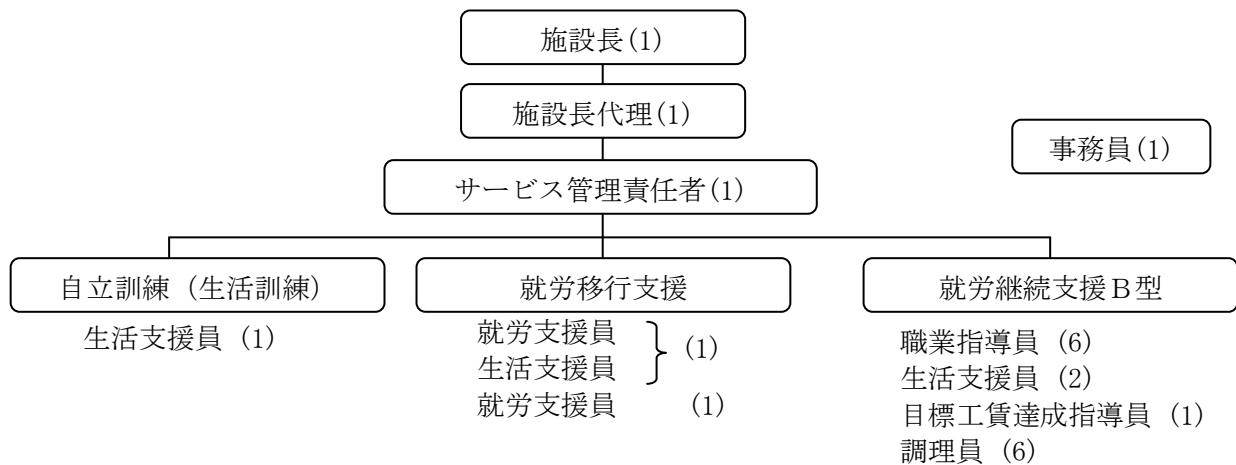 施設長(1)
施設長代理(1)
事務員(1)
サービス管理責任者(1)
自立訓練（生活訓練）
生活支援員 (1)
就労移行支援
就労支援員
生活支援員
(1)
就労支援員 (1)
就労継続支援Ｂ型
職業指導員 (6)
生活支援員 (2)
目標工賃達成指導員 (1)
調理員 (6)